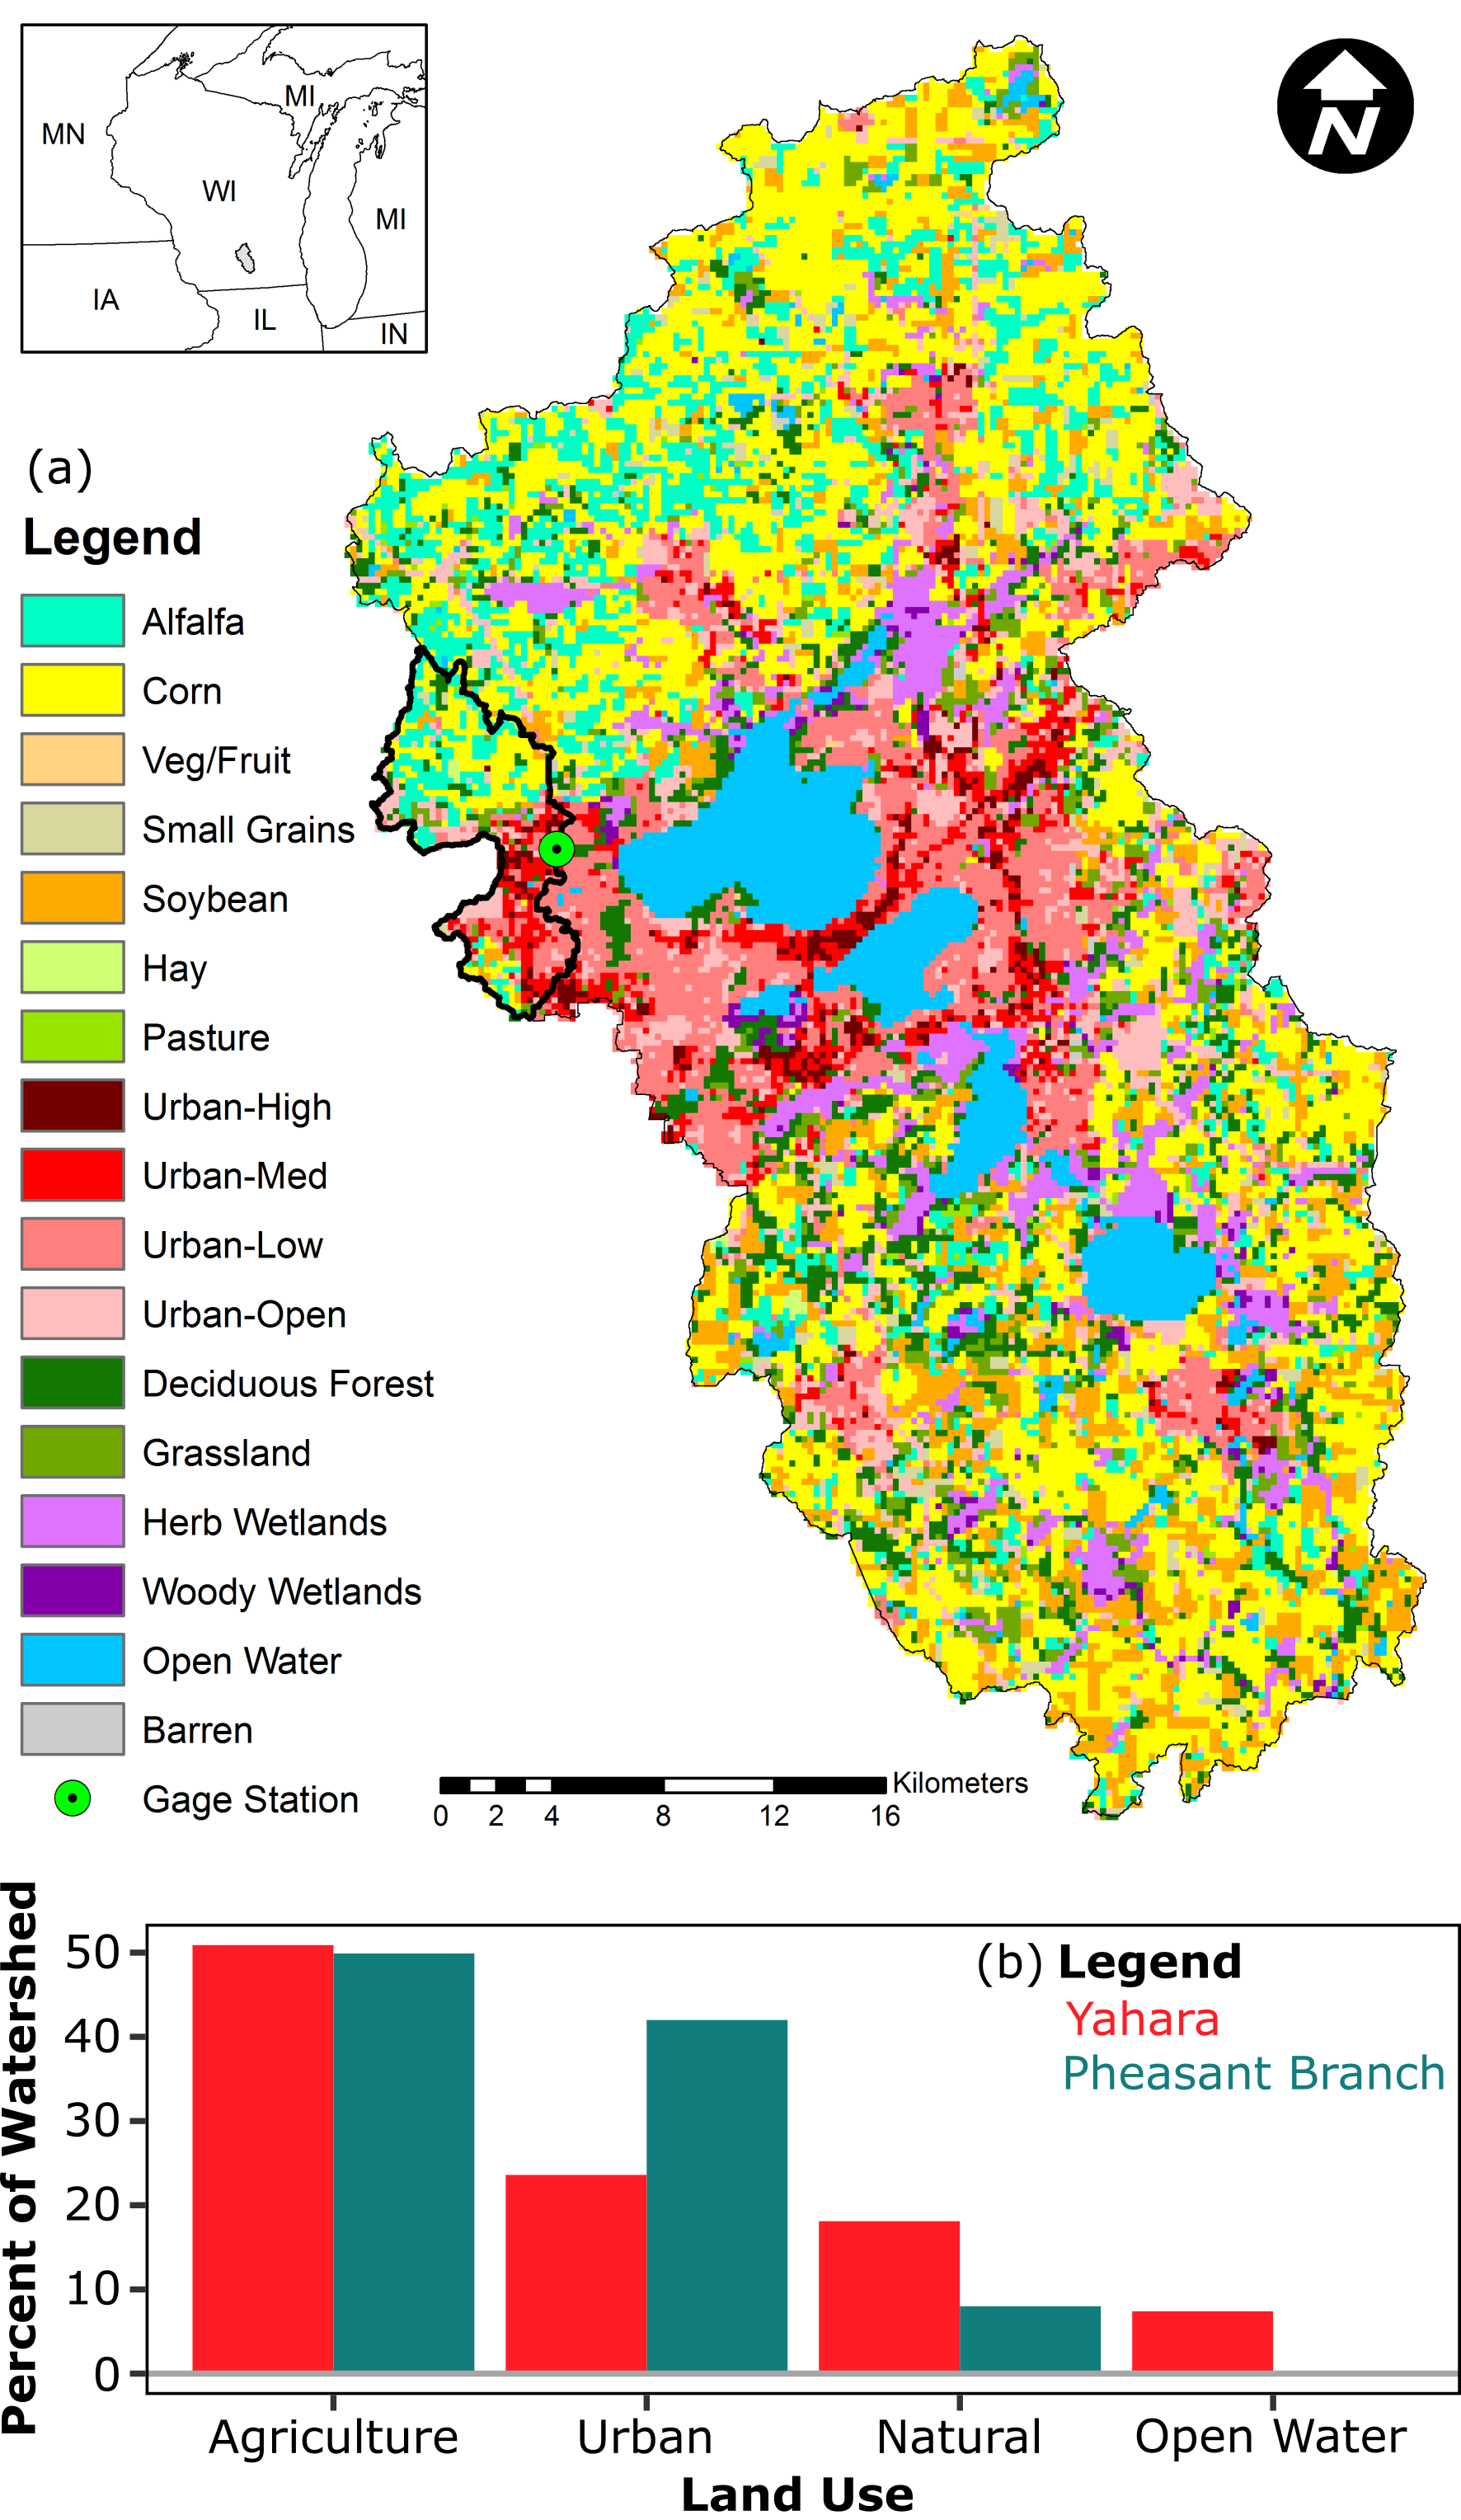 MN
MI
WI
MI
IA
IL
IN
N
(a)
Legend
Alfalfa
Corn
Veg/Fruit
Small Grains
Soybean
Hay
Pasture
Urban-High
Urban-Med
Urban-Low
Urban-Open
Deciduous Forest
Grassland
Herb Wetlands
Woody Wetlands
Open Water
Barren
Gage Station
Kilometers
0 2 4 8 12 16
Percent of Watershed
50
40
30
20
10
0
(b) Legend
Yahara
Pheasant Branch
Agriculture Urban Natural Open Water
Land Use